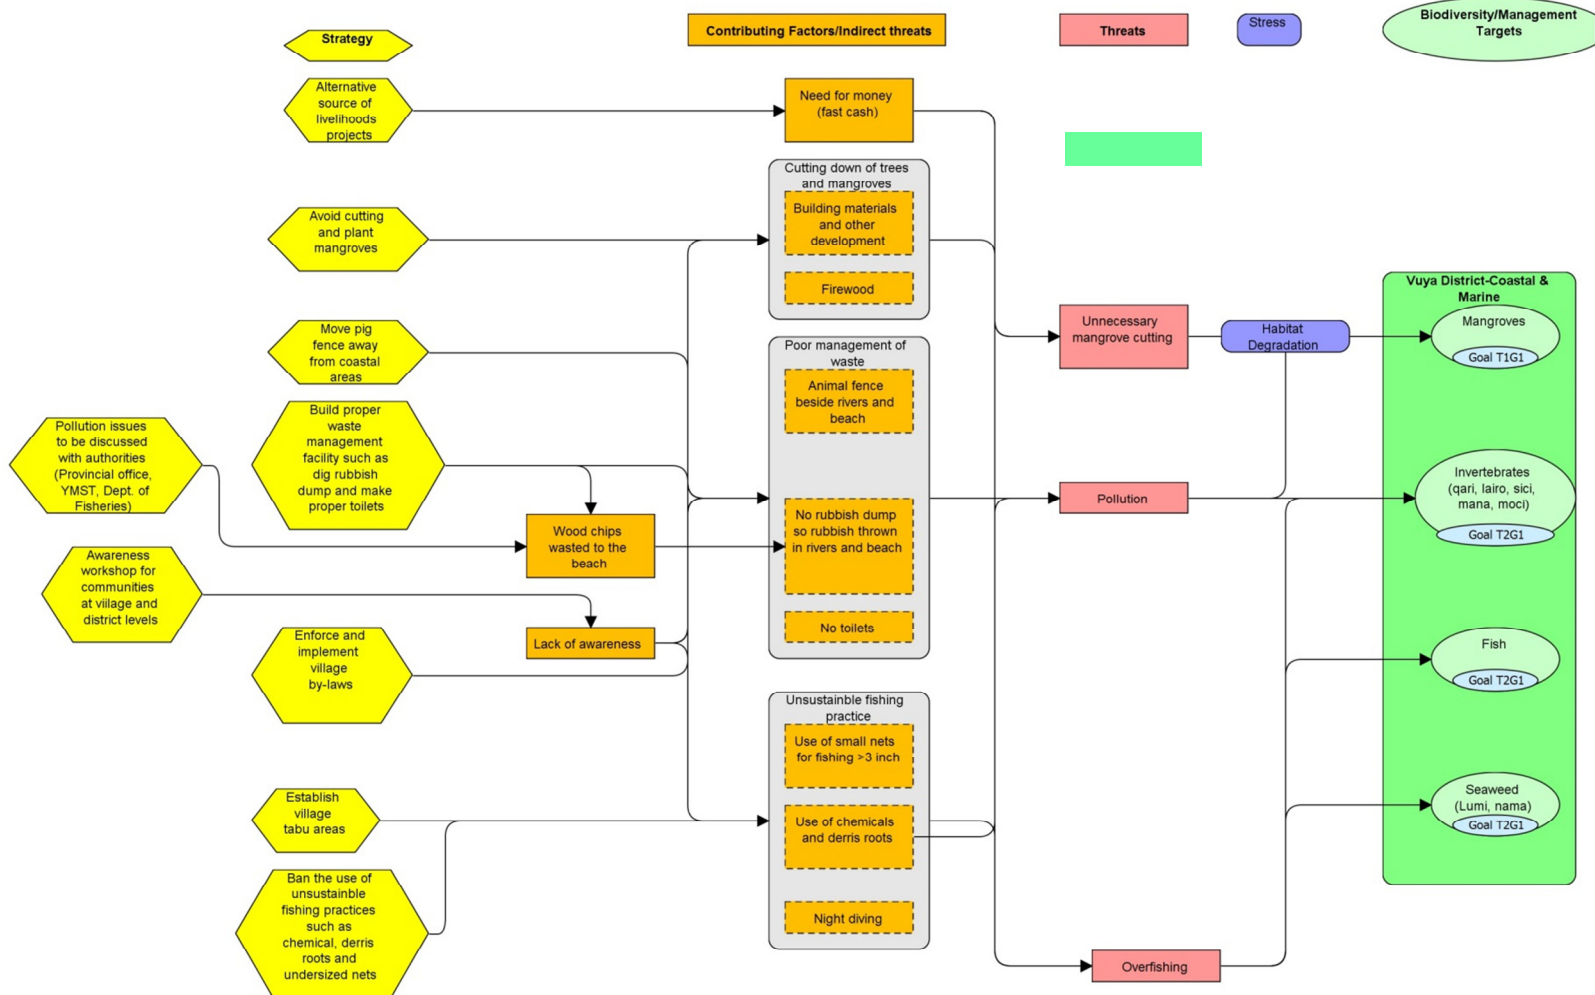 Strategy
Contributing Factors/Indirect threats
Threats
Stress
Biodiversity/Management
Targets
Alternative
source of
livelihoods
projects
Need for money
(fast cash)
Cutting down of trees
and mangroves
Building materials
and other
development
Firewood
Avoid cutting
and plant
mangroves
Move pig
fence away
from coastal
areas
Build proper
waste
management
facility such as
dig rubbish
dump and make
proper toilets
Pollution issues
to be discussed
with authorities
(Provincial office,
YMST, Dept. of
Fisheries)
Awareness
workshop for
communities
at viilage and
district levels
Enforce and
implement
village
by-laws
Wood chips
wasted to the
beach
Lack of awareness
Poor management of
waste
Animal fence
beside rivers and
beach
No rubbish dump
so rubbish thrown
in rivers and beach
No toilets
Establish
village
tabu areas
Ban the use of
unsustainble
fishing practices
such as
chemical, derris
roots and
undersized nets
Unsustainble fishing
practice
Use of small nets
for fishing >3 inch
Use of chemicals
and derris roots
Night diving
Unnecessary
mangrove cutting
Pollution
Overfishing
Habitat
Degradation
Vuya District-Coastal &
Marine
Mangroves
Goal T1G1
Invertebrates
(qari, lairo, sici,
mana, moci)
Goal T2G1
Fish
Goal T2G1
Seaweed
(Lumi, nama)
Goal T2G1